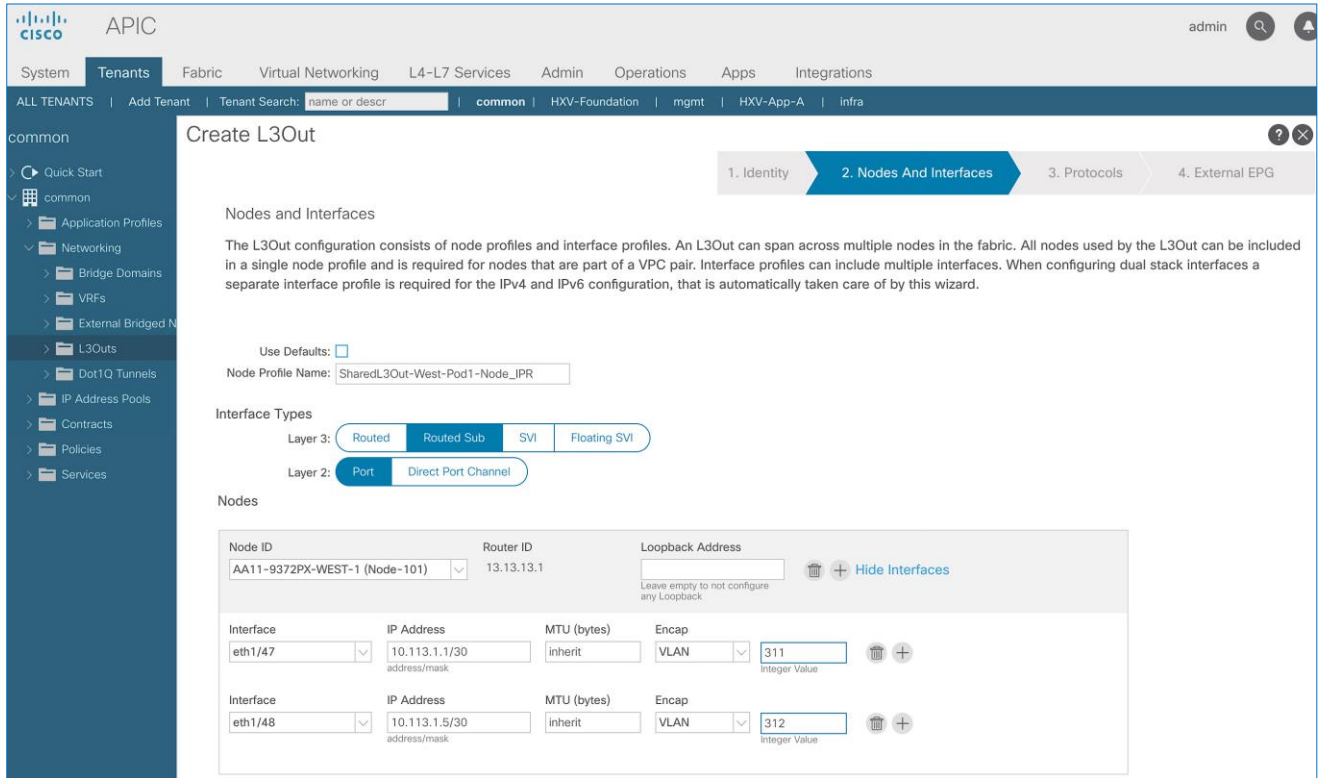 CISCO
APIC
admin
System Tenants Fabric Virtual Networking L4-L7 Services Admin Operations Apps Integrations
ALL TENANTS | Add Tenant | Tenant Search: name or descr | common | HXV-Foundation | mgmt | HXV-App-A | infra
common
Quick Start
common
Application Profiles
Networking
Bridge Domains
VRFs
External Bridged N
L3Outs
Dot1Q Tunnels
IP Address Pools
Contracts
Policies
Services
Create L3Out
1. Identity 2. Nodes And Interfaces 3. Protocols 4. External EPG
Nodes and Interfaces
The L3Out configuration consists of node profiles and interface profiles. An L3Out can span across multiple nodes in the fabric. All nodes used by the L3Out can be included
in a single node profile and is required for nodes that are part of a VPC pair. Interface profiles can include multiple interfaces. When configuring dual stack interfaces a
separate interface profile is required for the IPv4 and IPv6 configuration, that is automatically taken care of by this wizard.
Use Defaults:
Node Profile Name: SharedL3Out-West-Pod1-Node_IPR
Interface Types
Layer 3: Routed Routed Sub SVI Floating SVI
Layer 2: Port Direct Port Channel
Nodes
Node ID Router ID Loopback Address
AA11-9372PX-WEST-1 (Node-101) 13.13.13.1 Hide Interfaces
Leave empty to not configure
any Loopback
Interface IP Address MTU (bytes) Encap
eth1/47 10.113.1.1/30 inherit VLAN 311
address/mask Integer Value
Interface IP Address MTU (bytes) Encap
eth1/48 10.113.1.5/30 inherit VLAN 312
address/mask Integer Value